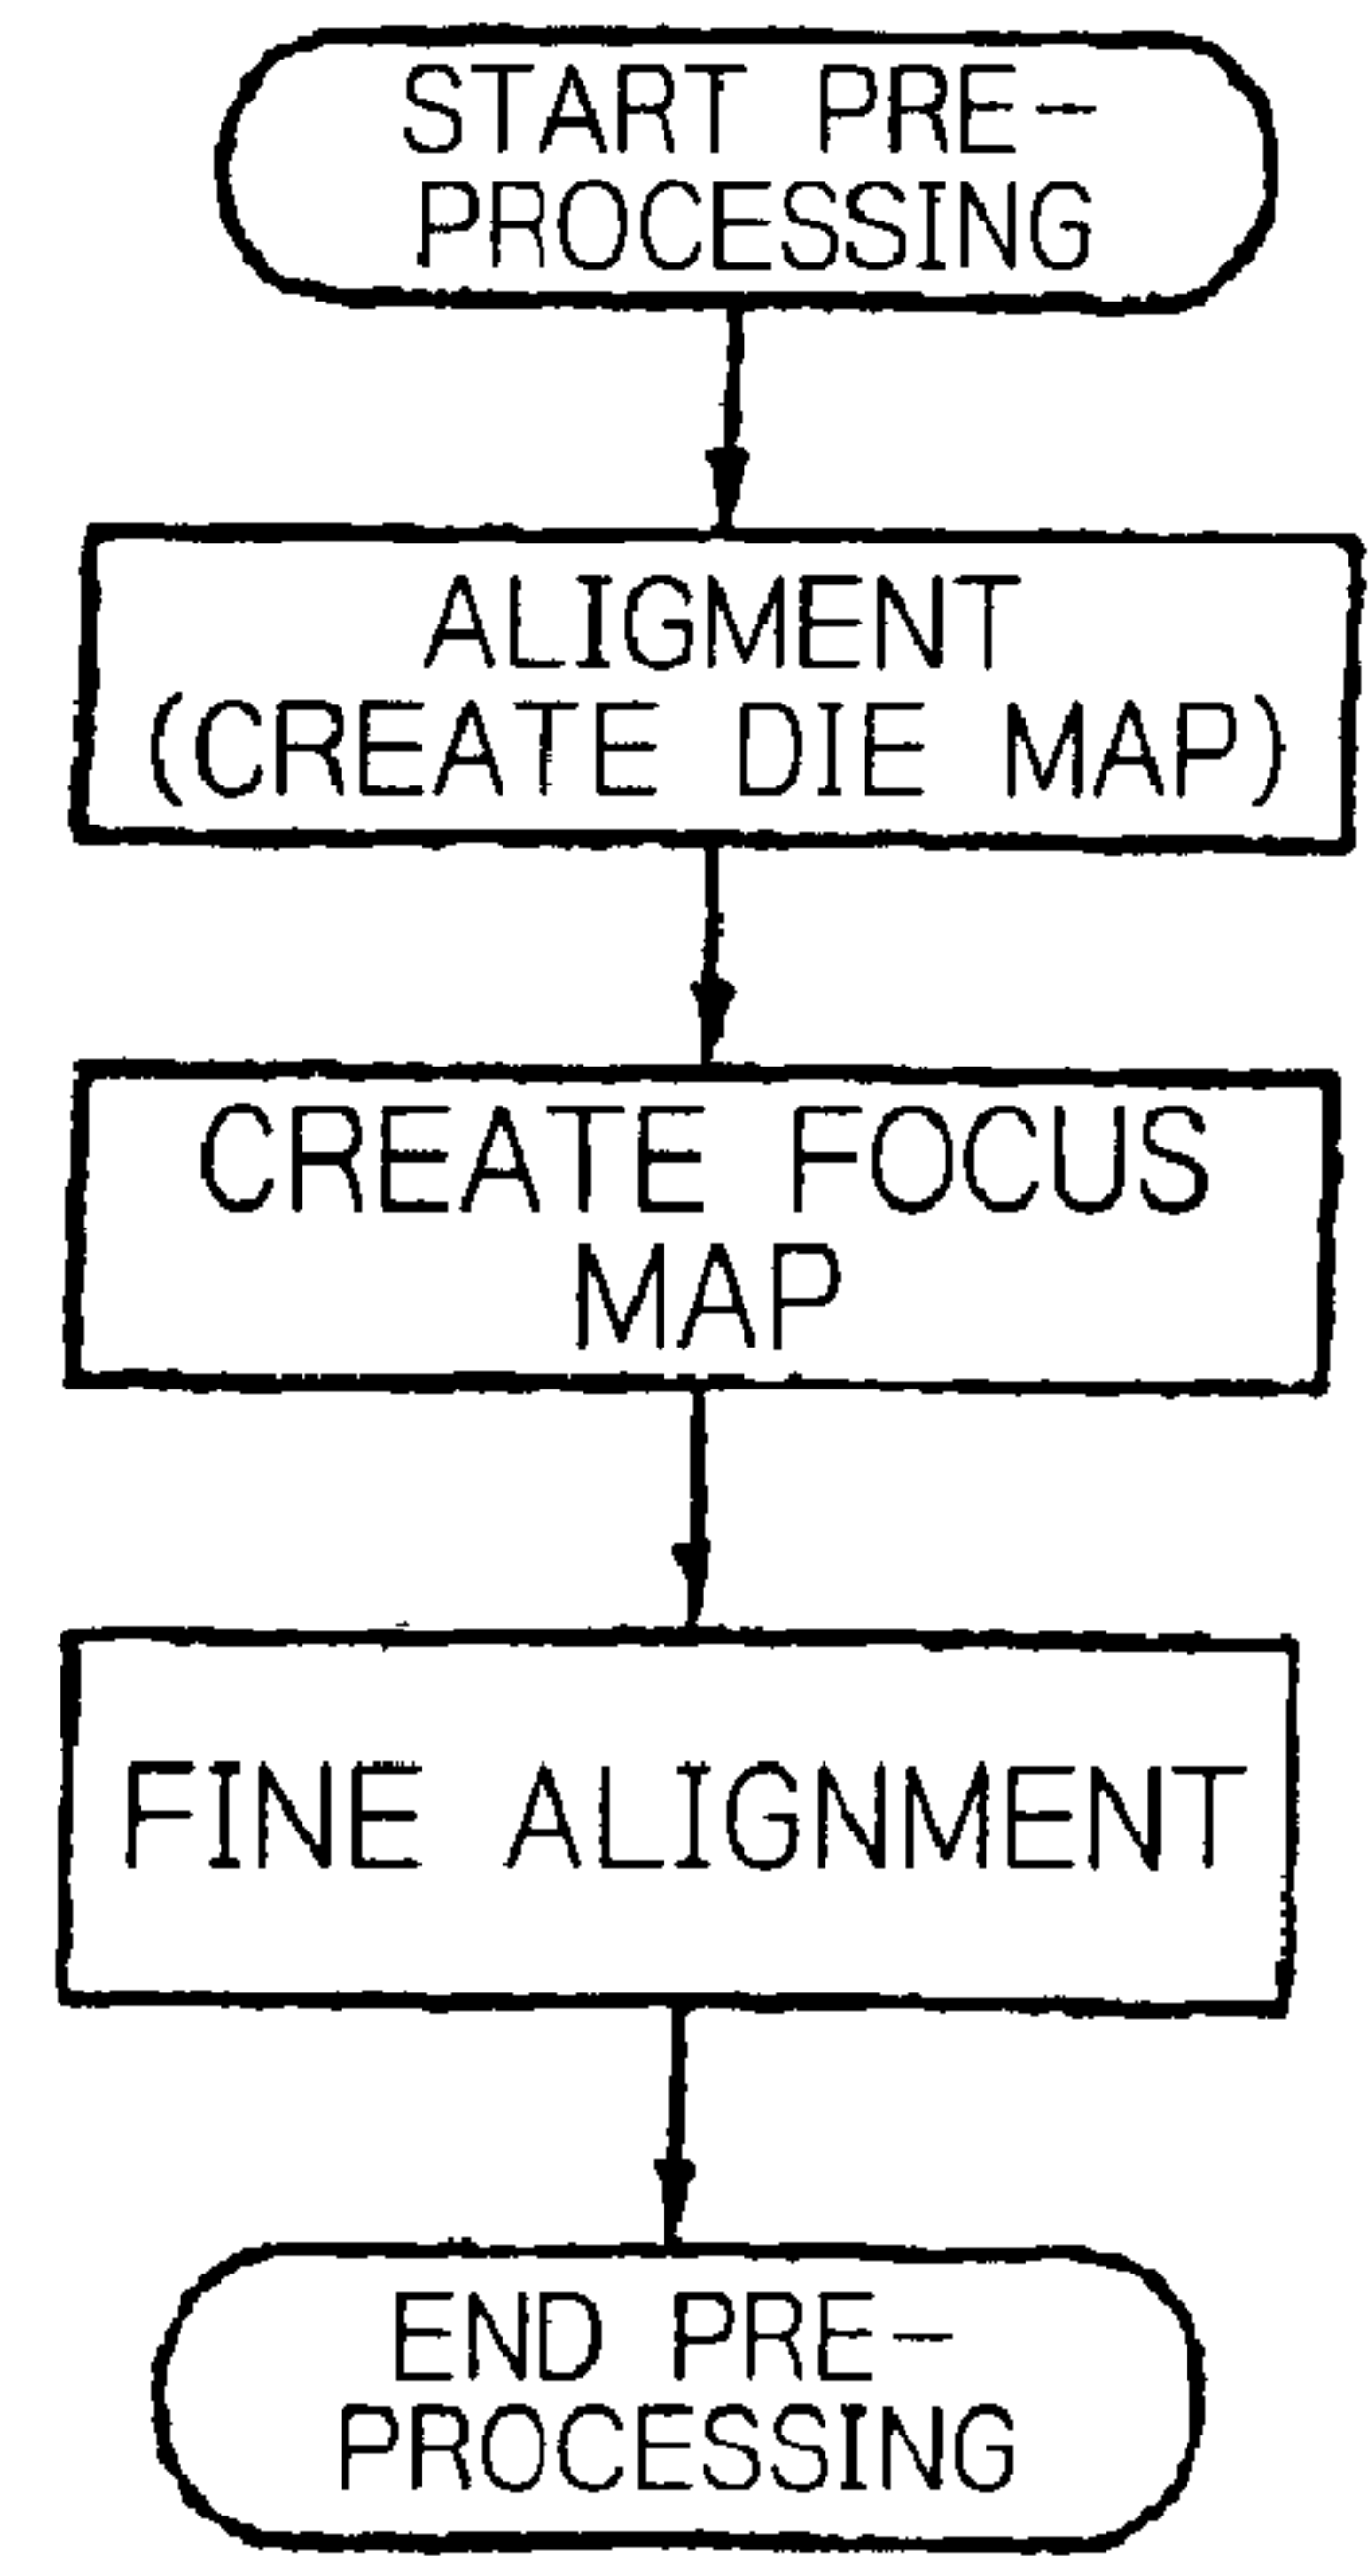 START PRE-
PROCESSING
ALIGMENT
(CREATE DIE MAP)
CREATE FOCUS
MAP
FINE ALIGNMENT
END PRE-
PROCESSING